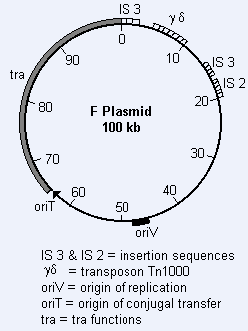 IS 3
γ δ
0
IS 3
90
10
IS 2
tra
80
F Plasmid
100 kb
20
70
30
oriT
60
50
40
oriV
IS 3 & IS 2 = insertion sequences
γδ = transposon Tn1000
oriV = origin of replication
oriT = origin of conjugal transfer
tra = tra functions